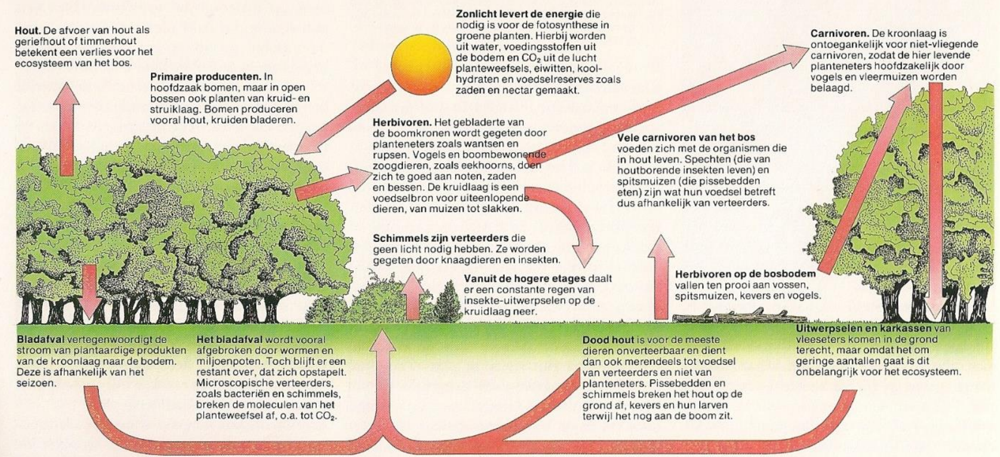 Hout. De afvoer van hout als
geriefhout of timmerhout
betekent een verlies voor het
ecosysteem van het bos.
Primaire producenten. In
hoofdzaak bomen, maar in open
bossen ook planten van kruid- en
struiklaag. Bomen produceren
vooral hout, kruiden bladeren.
Zonlicht levert de energie die
nodig is voor de fotosynthese in
groene planten. Hierbij worden
uit water, voedingsstoffen uit
de bodem en CO₂ uit de lucht
planteweefsels, eiwitten, kool-
hydraten en voedselreserves zoals
zaden en nectar gemaakt.
Carnivoren. De kroonlaag is
ontoegankelijk voor niet-vliegende
carnivoren, zodat de hier levende
planteneters hoofdzakelijk door
vogels en vleermuizen worden
belaagd.
Herbivoren. Het gebladerte van
de boomkronen wordt gegeten door
planteneters zoals wantsen en
rupsen. Vogels en boombewonende
zoogdieren, zoals eekhoorns, doen
zich te goed aan noten, zaden
en bessen. De kruidlaag is een
voedselbron voor uiteenlopende
dieren, van muizen tot slakken.
Vele carnivoren van het bos
voeden zich met de organismen die
in hout leven. Spechten (die van
houtborende insekten leven) en
spitsmuizen (die pissebedden
eten) zijn wat hun voedsel betreft
dus afhankelijk van verteerders.
Schimmels zijn verteerders die
geen licht nodig hebben. Ze worden
gegeten door knaagdieren en insekten.
Vanuit de hogere etages daalt
er een constante regen van
insekte-uitwerpselen op de
kruidlaag neer.
Herbivoren op de bosbodem
vallen ten prooi aan vossen,
spitsmuizen, kevers en vogels.
Bladafval vertegenwoordigt de
stroom van plantaardige produkten
van de kroonlaag naar de bodem.
Deze is afhankelijk van het
seizoen.
Het bladafval wordt vooral
afgebroken door wormen en
miljoenpoten. Toch blijft er een
restant over, dat zich opstapelt.
Microscopische verteerders,
zoals bacteriën en schimmels,
breken de moleculen van het
planteweefsel af, o.a. tot CO₂.
Dood hout is voor de meeste
dieren onverteerbaar en dient
dan ook merendeels tot voedsel
van verteerders en niet van
planteneters. Pissebedden en
schimmels breken het hout op de
grond af, kevers en hun larven
terwijl het nog aan de boom zit.
Uitwerpselen en karkassen van
vleeseters komen in de grond
terecht, maar omdat het om
geringe aantallen gaat is dit
onbelangrijk voor het ecosysteem.